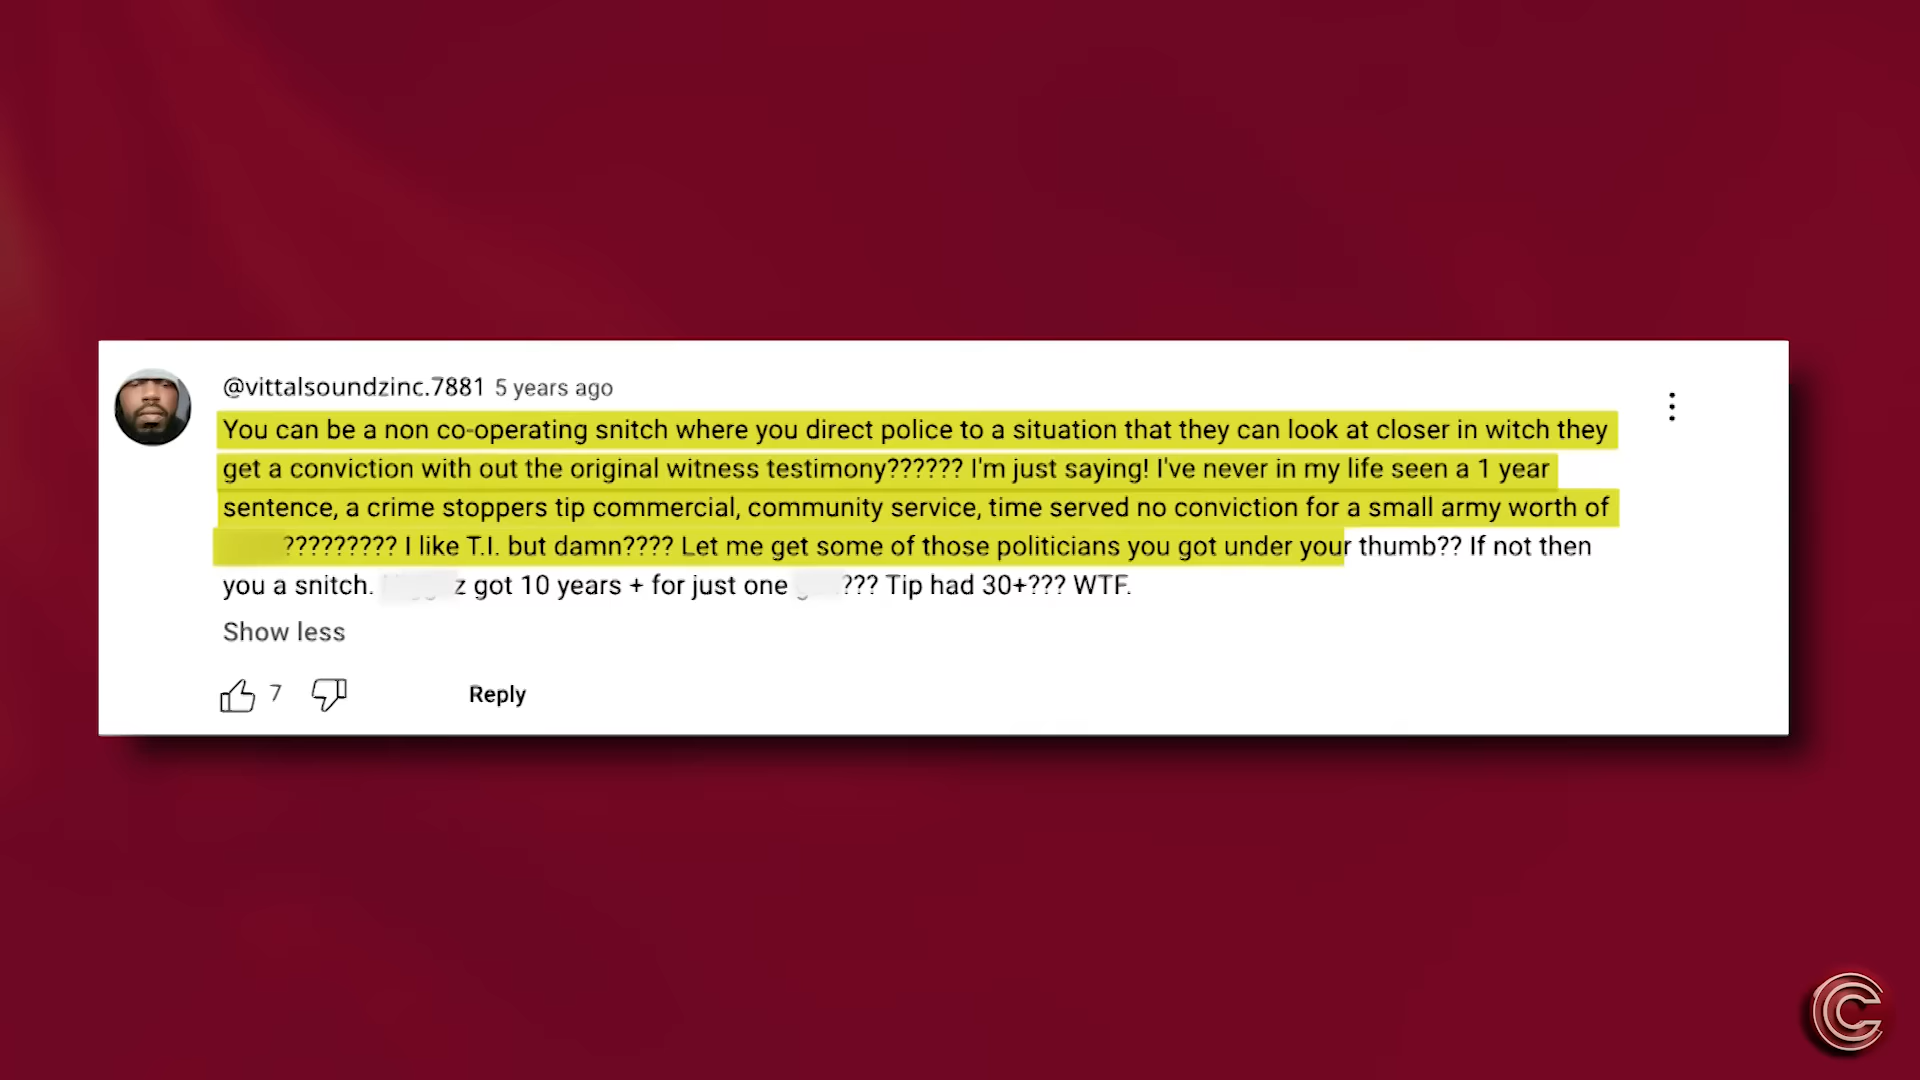 @vittalsoundzinc.7881 5 years ago
You can be a non co-operating snitch where you direct police to a situation that they can look at closer in witch they
get a conviction with out the original witness testimony?????? I'm just saying! I've never in my life seen a 1 year
sentence, a crime stoppers tip commercial, community service, time served no conviction for a small army worth of
????????? I like T.I. but damn???? Let me get some of those politicians you got under your thumb?? If not then
you a snitch. z got 10 years + for just one ??? Tip had 30+??? WTF.
Show less
7 Reply